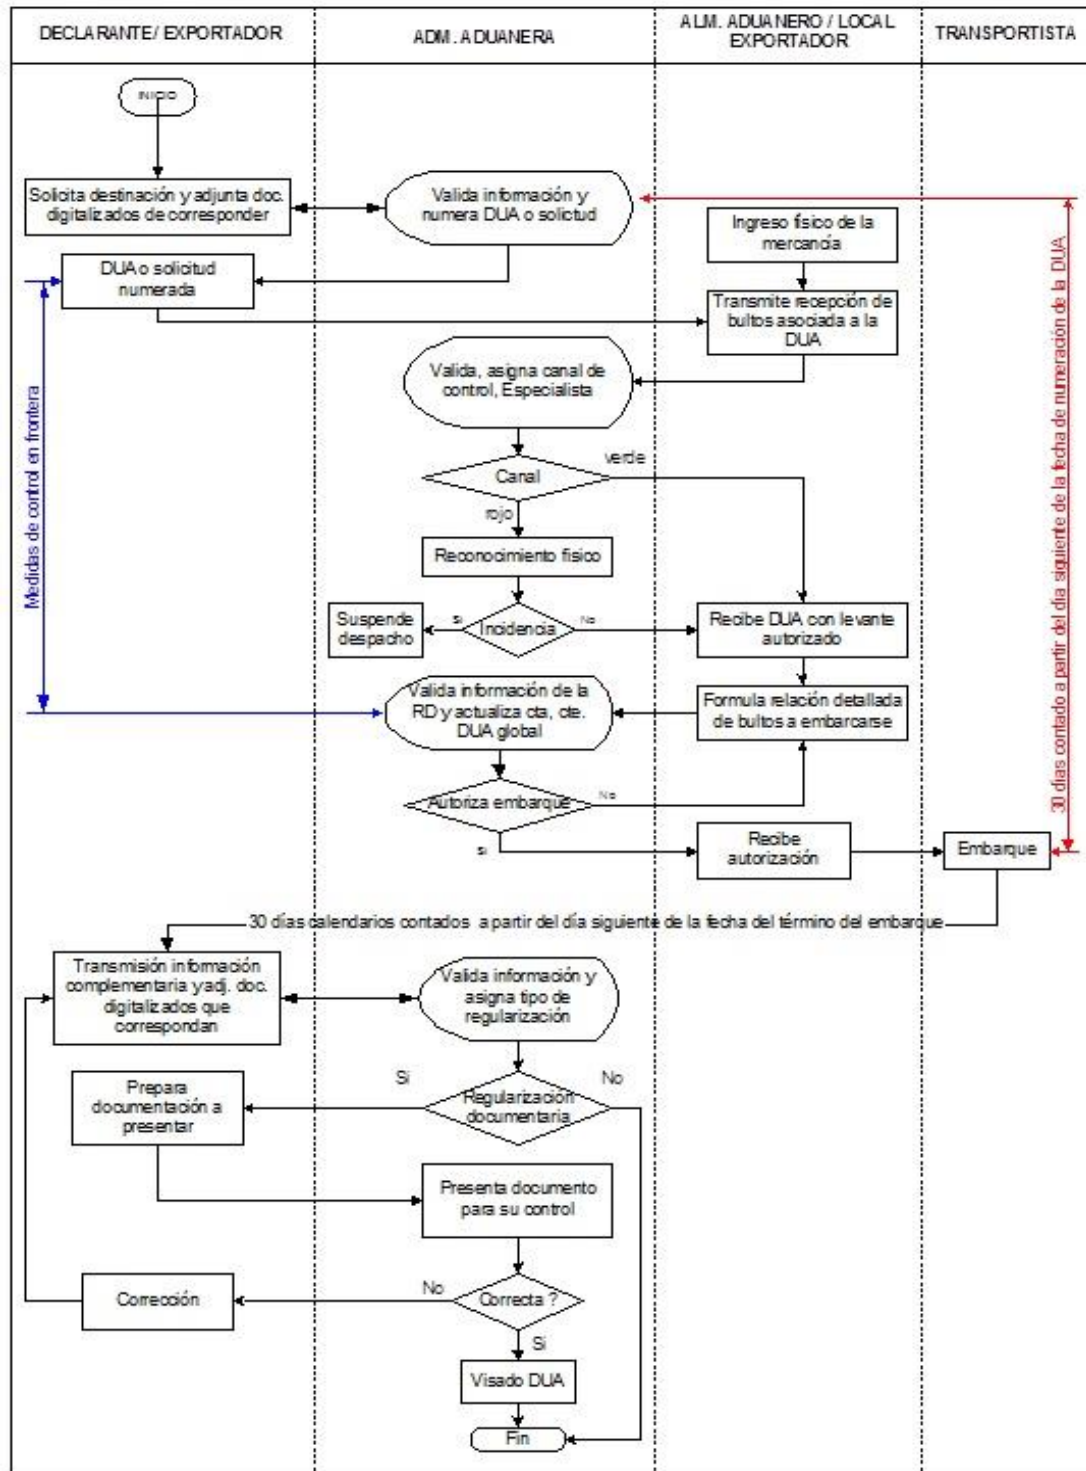 DECLARANTE/ EXPORTADOR
ADM. ADUANERA
ALM. ADUANERO / LOCAL
EXPORTADOR
TRANSPORTISTA
INICIO
Solicita destinación y adjunta doc.
digitalizados de corresponder
Valida información y
numera DUA o solicitud
Ingreso físico de la
mercancía
DUA o solicitud
numerada
Transmite recepción de
bultos asociada a la
DUA
Valida, asigna canal de
control, Especialista
Canal
verde
rojo
Reconocimiento físico
Suspende
despacho
Si
Incidencia
No
Recibe DUA con levante
autorizado
Medidas de control en frontera
30 días contado a partir del día siguiente de la fecha de numeración de la DUA
Valida información de la
RD y actualiza cta, cte.
DUA global
Formula relación detallada
de bultos a embarcarse
Autoriza embarque
No
si
Recibe
autorización
Embarque
30 días calendarios contados a partir del día siguiente de la fecha del término del embarque
Transmisión información
complementaria y adj. doc.
digitalizados que
correspondan
Valida información y
asigna tipo de
regularización
Prepara
documentación a
presentar
Si
No
Regularización
documentaria
Presenta documento
para su control
Corrección
No
Correcta ?
Si
Visado DUA
Fin